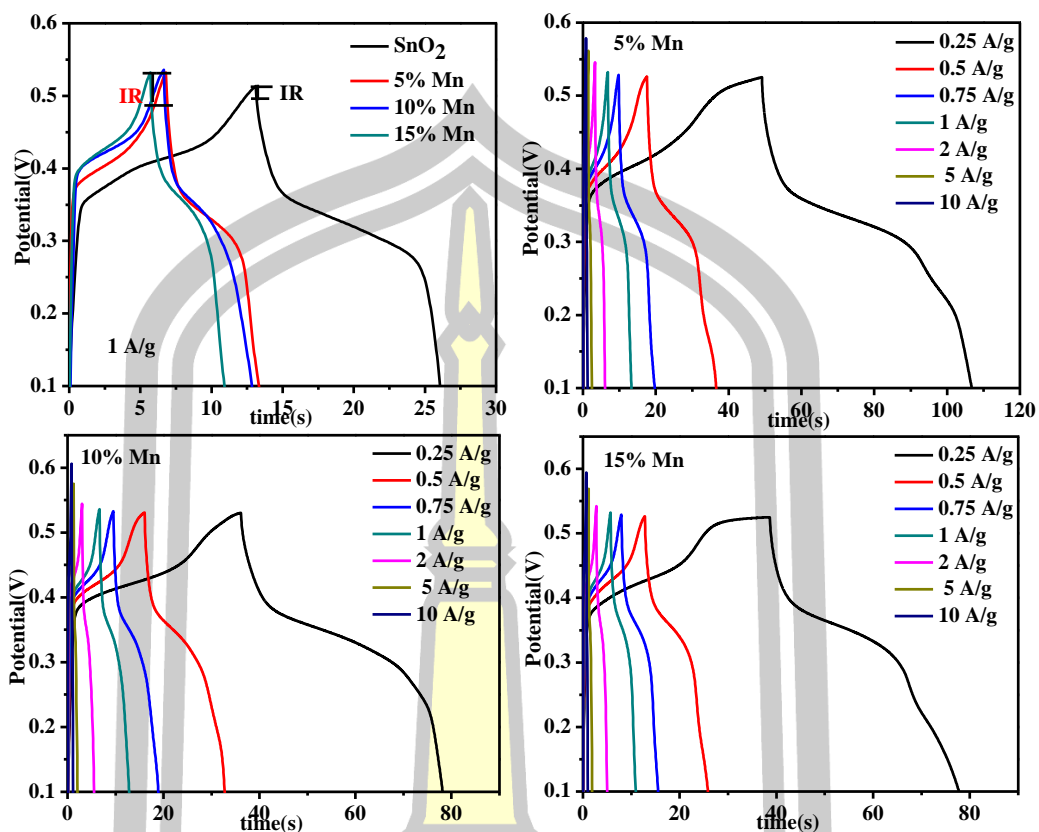 0.6
0.5
0.4
0.3
0.2
0.1
Potential(V)
SnO₂
5% Mn
10% Mn
15% Mn
IR
IR
1 A/g
0 5 10 15 20 25 30
time(s)
0.6
0.5
0.4
0.3
0.2
0.1
Potential(V)
5% Mn
0.25 A/g
0.5 A/g
0.75 A/g
1 A/g
2 A/g
5 A/g
10 A/g
0 20 40 60 80 100 120
time(s)
0.6
0.5
0.4
0.3
0.2
0.1
Potential(V)
10% Mn
0.25 A/g
0.5 A/g
0.75 A/g
1 A/g
2 A/g
5 A/g
10 A/g
0 20 40 60 80
time(s)
0.6
0.5
0.4
0.3
0.2
0.1
Potential(V)
15% Mn
0.25 A/g
0.5 A/g
0.75 A/g
1 A/g
2 A/g
5 A/g
10 A/g
0 20 40 60 80
time(s)